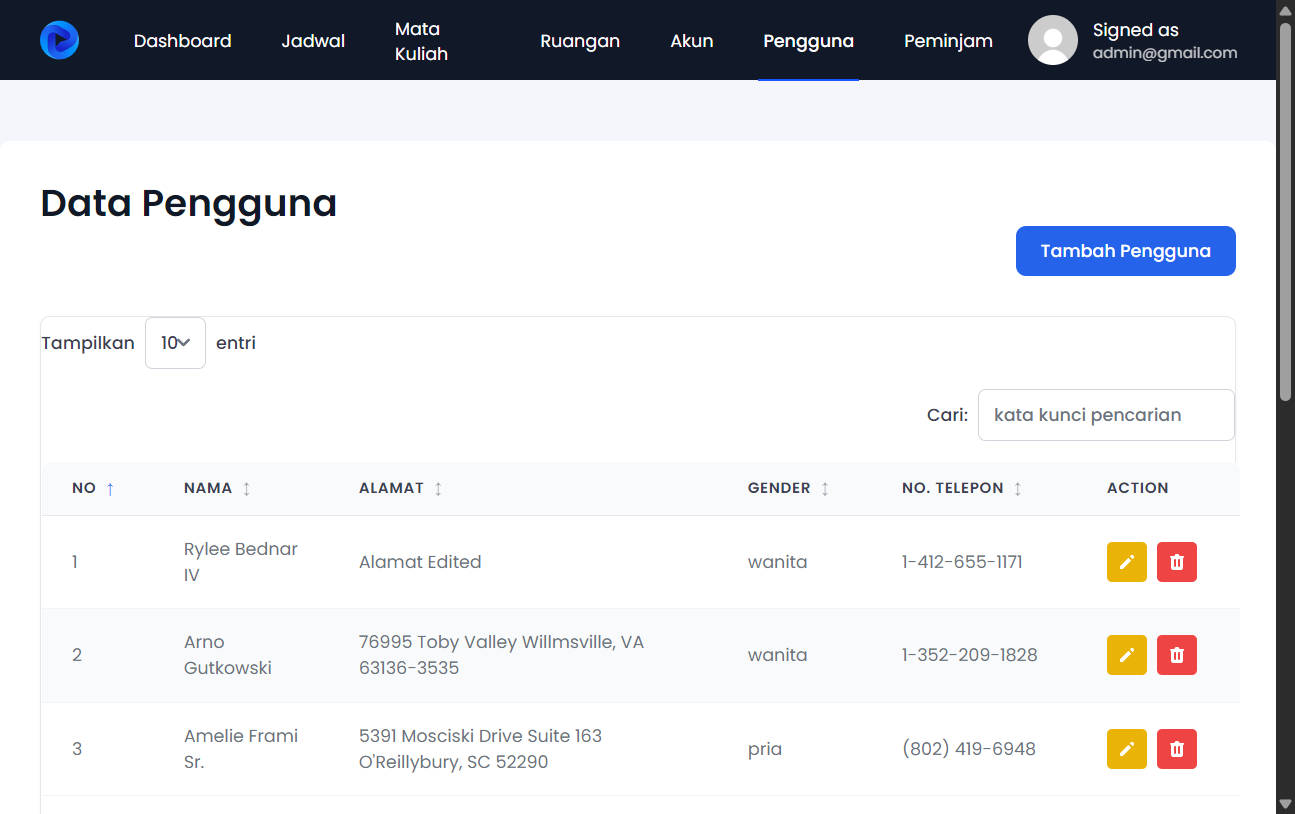 Dashboard
Jadwal
Mata
Kuliah
Ruangan
Akun
Pengguna
Peminjam
Signed as
admin@gmail.com
Data Pengguna
Tambah Pengguna
Tampilkan 10 entri
Cari: kata kunci pencarian
NO NAMA ALAMAT GENDER NO. TELEPON ACTION
1
Rylee Bednar
IV
Alamat Edited
wanita
1-412-655-1171
2
Arno
Gutkowski
76995 Toby Valley Willmsville, VA
63136-3535
wanita
1-352-209-1828
3
Amelie Frami
Sr.
5391 Mosciski Drive Suite 163
O'Reillybury, SC 52290
pria
(802) 419-6948